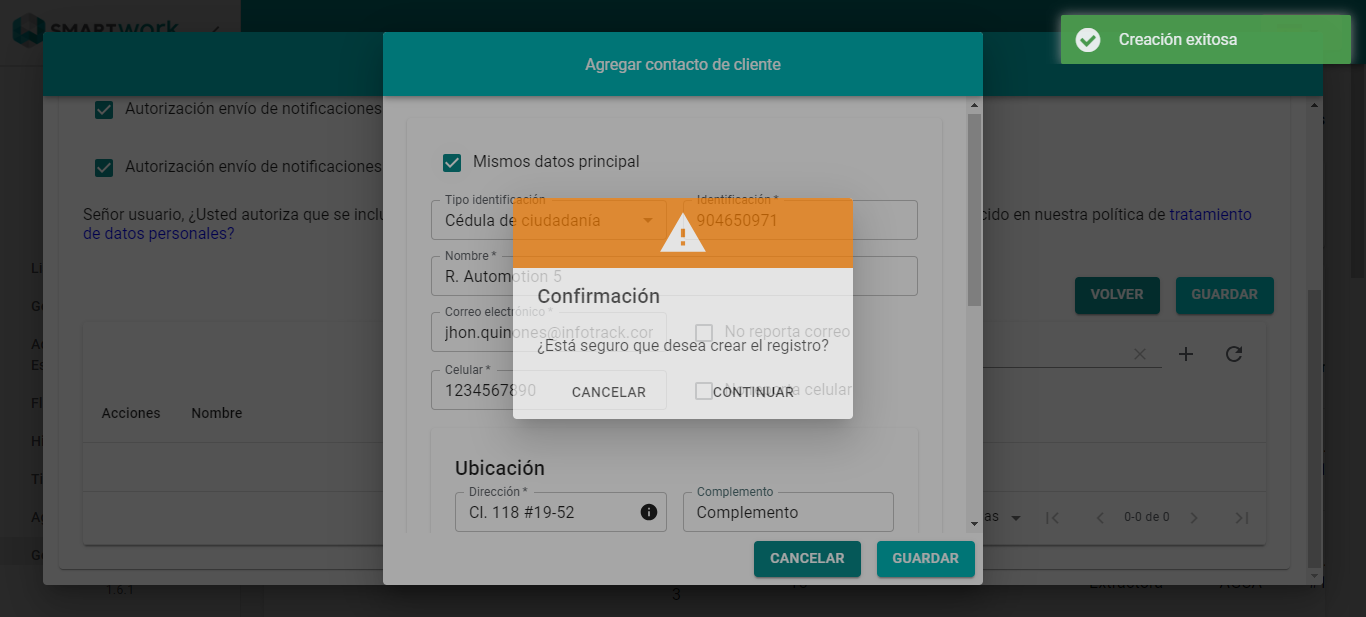 SMARTWORK
Creación exitosa
Agregar contacto de cliente
Autorización envío de notificaciones
Mismos datos principal
Autorización envío de notificaciones
Tipo identificación
Cédula de ciudadanía
Identificación *
904650971
Señor usuario, ¿Usted autoriza que se inclu
cido en nuestra política de tratamiento
de datos personales?
Nombre *
R. Automotion 5
Confirmación
VOLVER
GUARDAR
Correo electrónico *
jhon.quinones@infotrack.cor
No reporta correo
¿Está seguro que desea crear el registro?
Celular *
1234567890
No reporta celular
CANCELAR
CONTINUAR
Acciones
Nombre
Ubicación
Dirección *
Cl. 118 #19-52
Complemento
Complemento
as
0-0 de 0
CANCELAR
GUARDAR
1.6.1
3